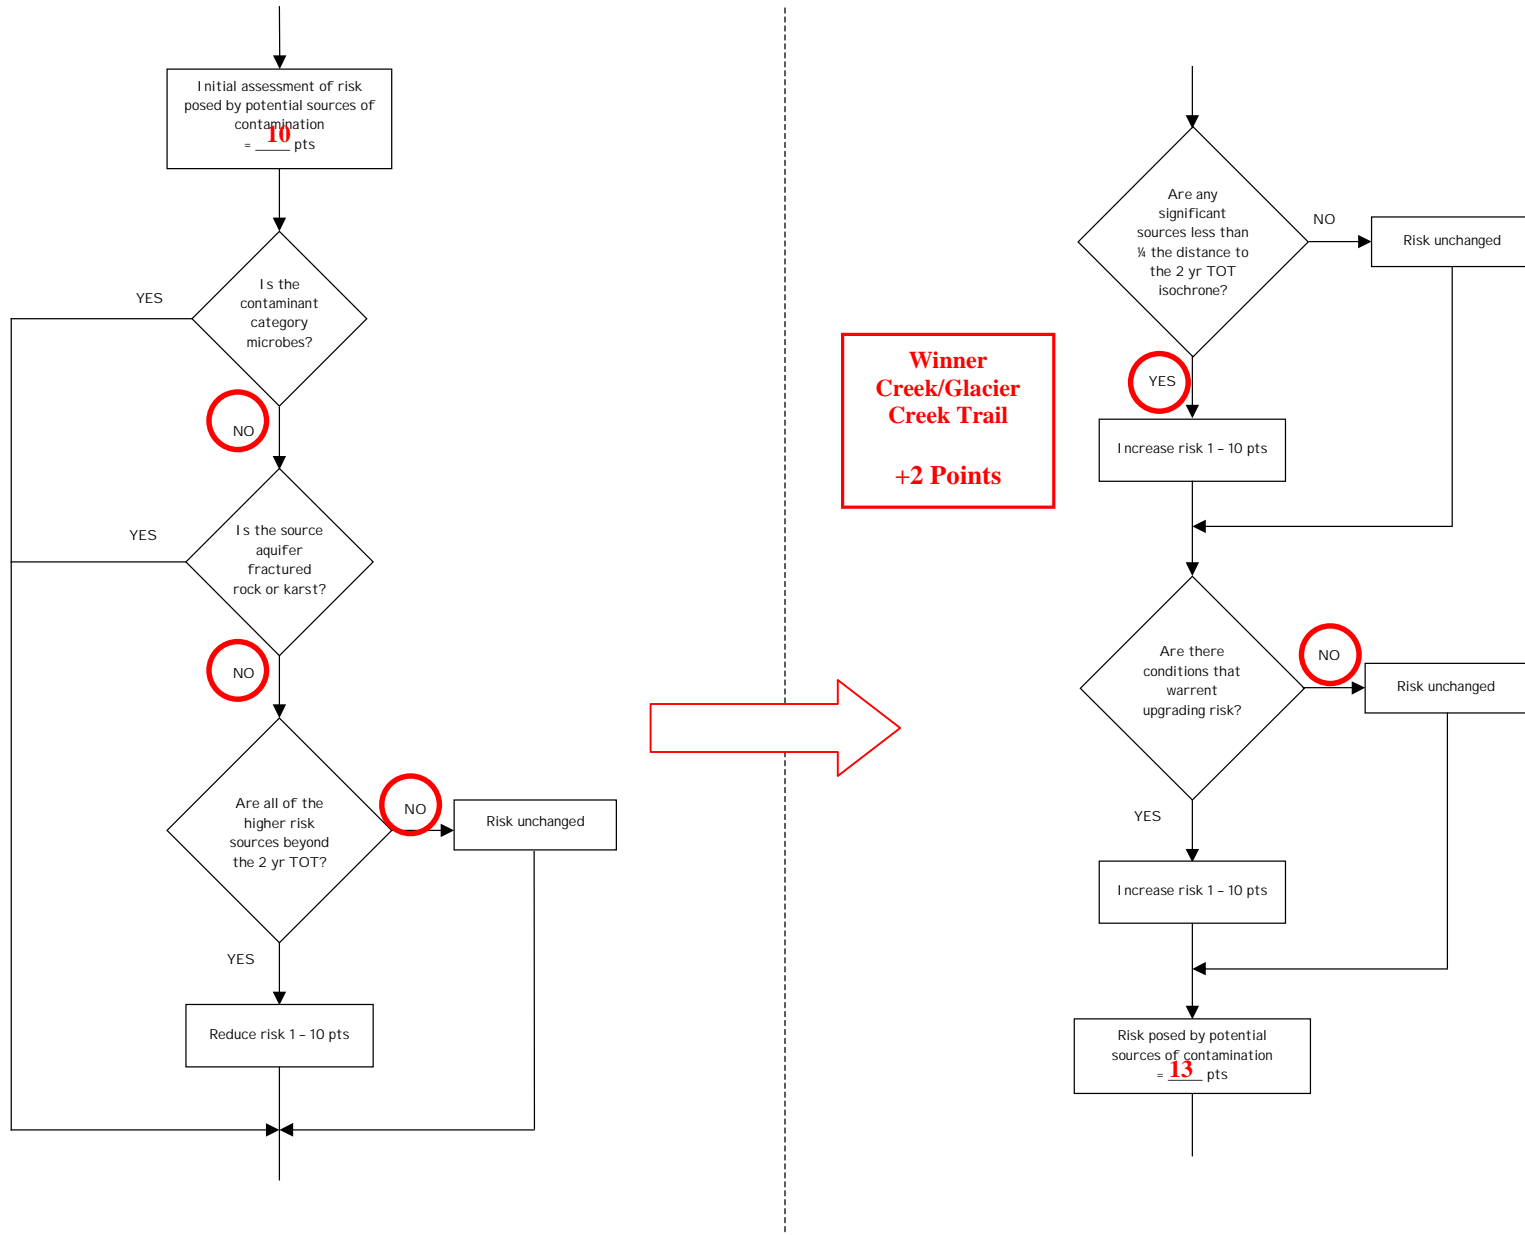 Initial assessment of risk
posed by potential sources of
contamination
= 10 pts
Is the
contaminant
category
microbes?
YES
NO
Is the source
aquifer
fractured
rock or karst?
YES
NO
Are all of the
higher risk
sources beyond
the 2 yr TOT?
NO
Risk unchanged
YES
Reduce risk 1 – 10 pts
Are any
significant
sources less than
¼ the distance to
the 2 yr TOT
isochrone?
NO
Risk unchanged
YES
Winner
Creek/Glacier
Creek Trail
+2 Points
Increase risk 1 – 10 pts
Are there
conditions that
warrent
upgrading risk?
NO
Risk unchanged
YES
Increase risk 1 – 10 pts
Risk posed by potential
sources of contamination
= 13 pts